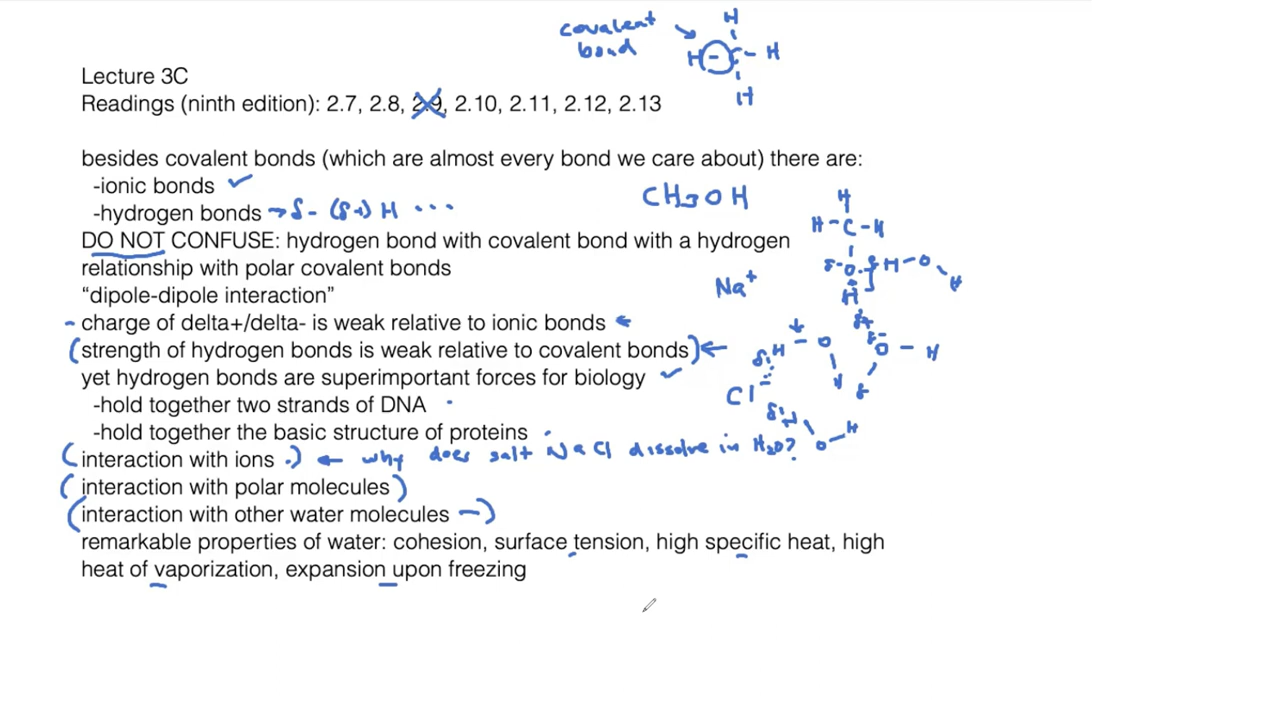 covalent H
bond H - C - H
H
Lecture 3C
Readings (ninth edition): 2.7, 2.8, 2.9, 2.10, 2.11, 2.12, 2.13
besides covalent bonds (which are almost every bond we care about) there are:
-ionic bonds
CH3OH
-hydrogen bonds → δ- (δ+) H ...
H
H - C - H
DO NOT CONFUSE: hydrogen bond with covalent bond with a hydrogen
relationship with polar covalent bonds
δ- O H - O
H
Na+
H
“dipole-dipole interaction”
- charge of delta+/delta- is weak relative to ionic bonds ←
δ+
(strength of hydrogen bonds is weak relative to covalent bonds) ←
H - O
δ-
O - H
yet hydrogen bonds are superimportant forces for biology
Cl-
-hold together two strands of DNA
-hold together the basic structure of proteins
O - H
(interaction with ions.) ← why does salt NaCl dissolve in H2O?
(interaction with polar molecules)
(interaction with other water molecules -)
remarkable properties of water: cohesion, surface tension, high specific heat, high
heat of vaporization, expansion upon freezing